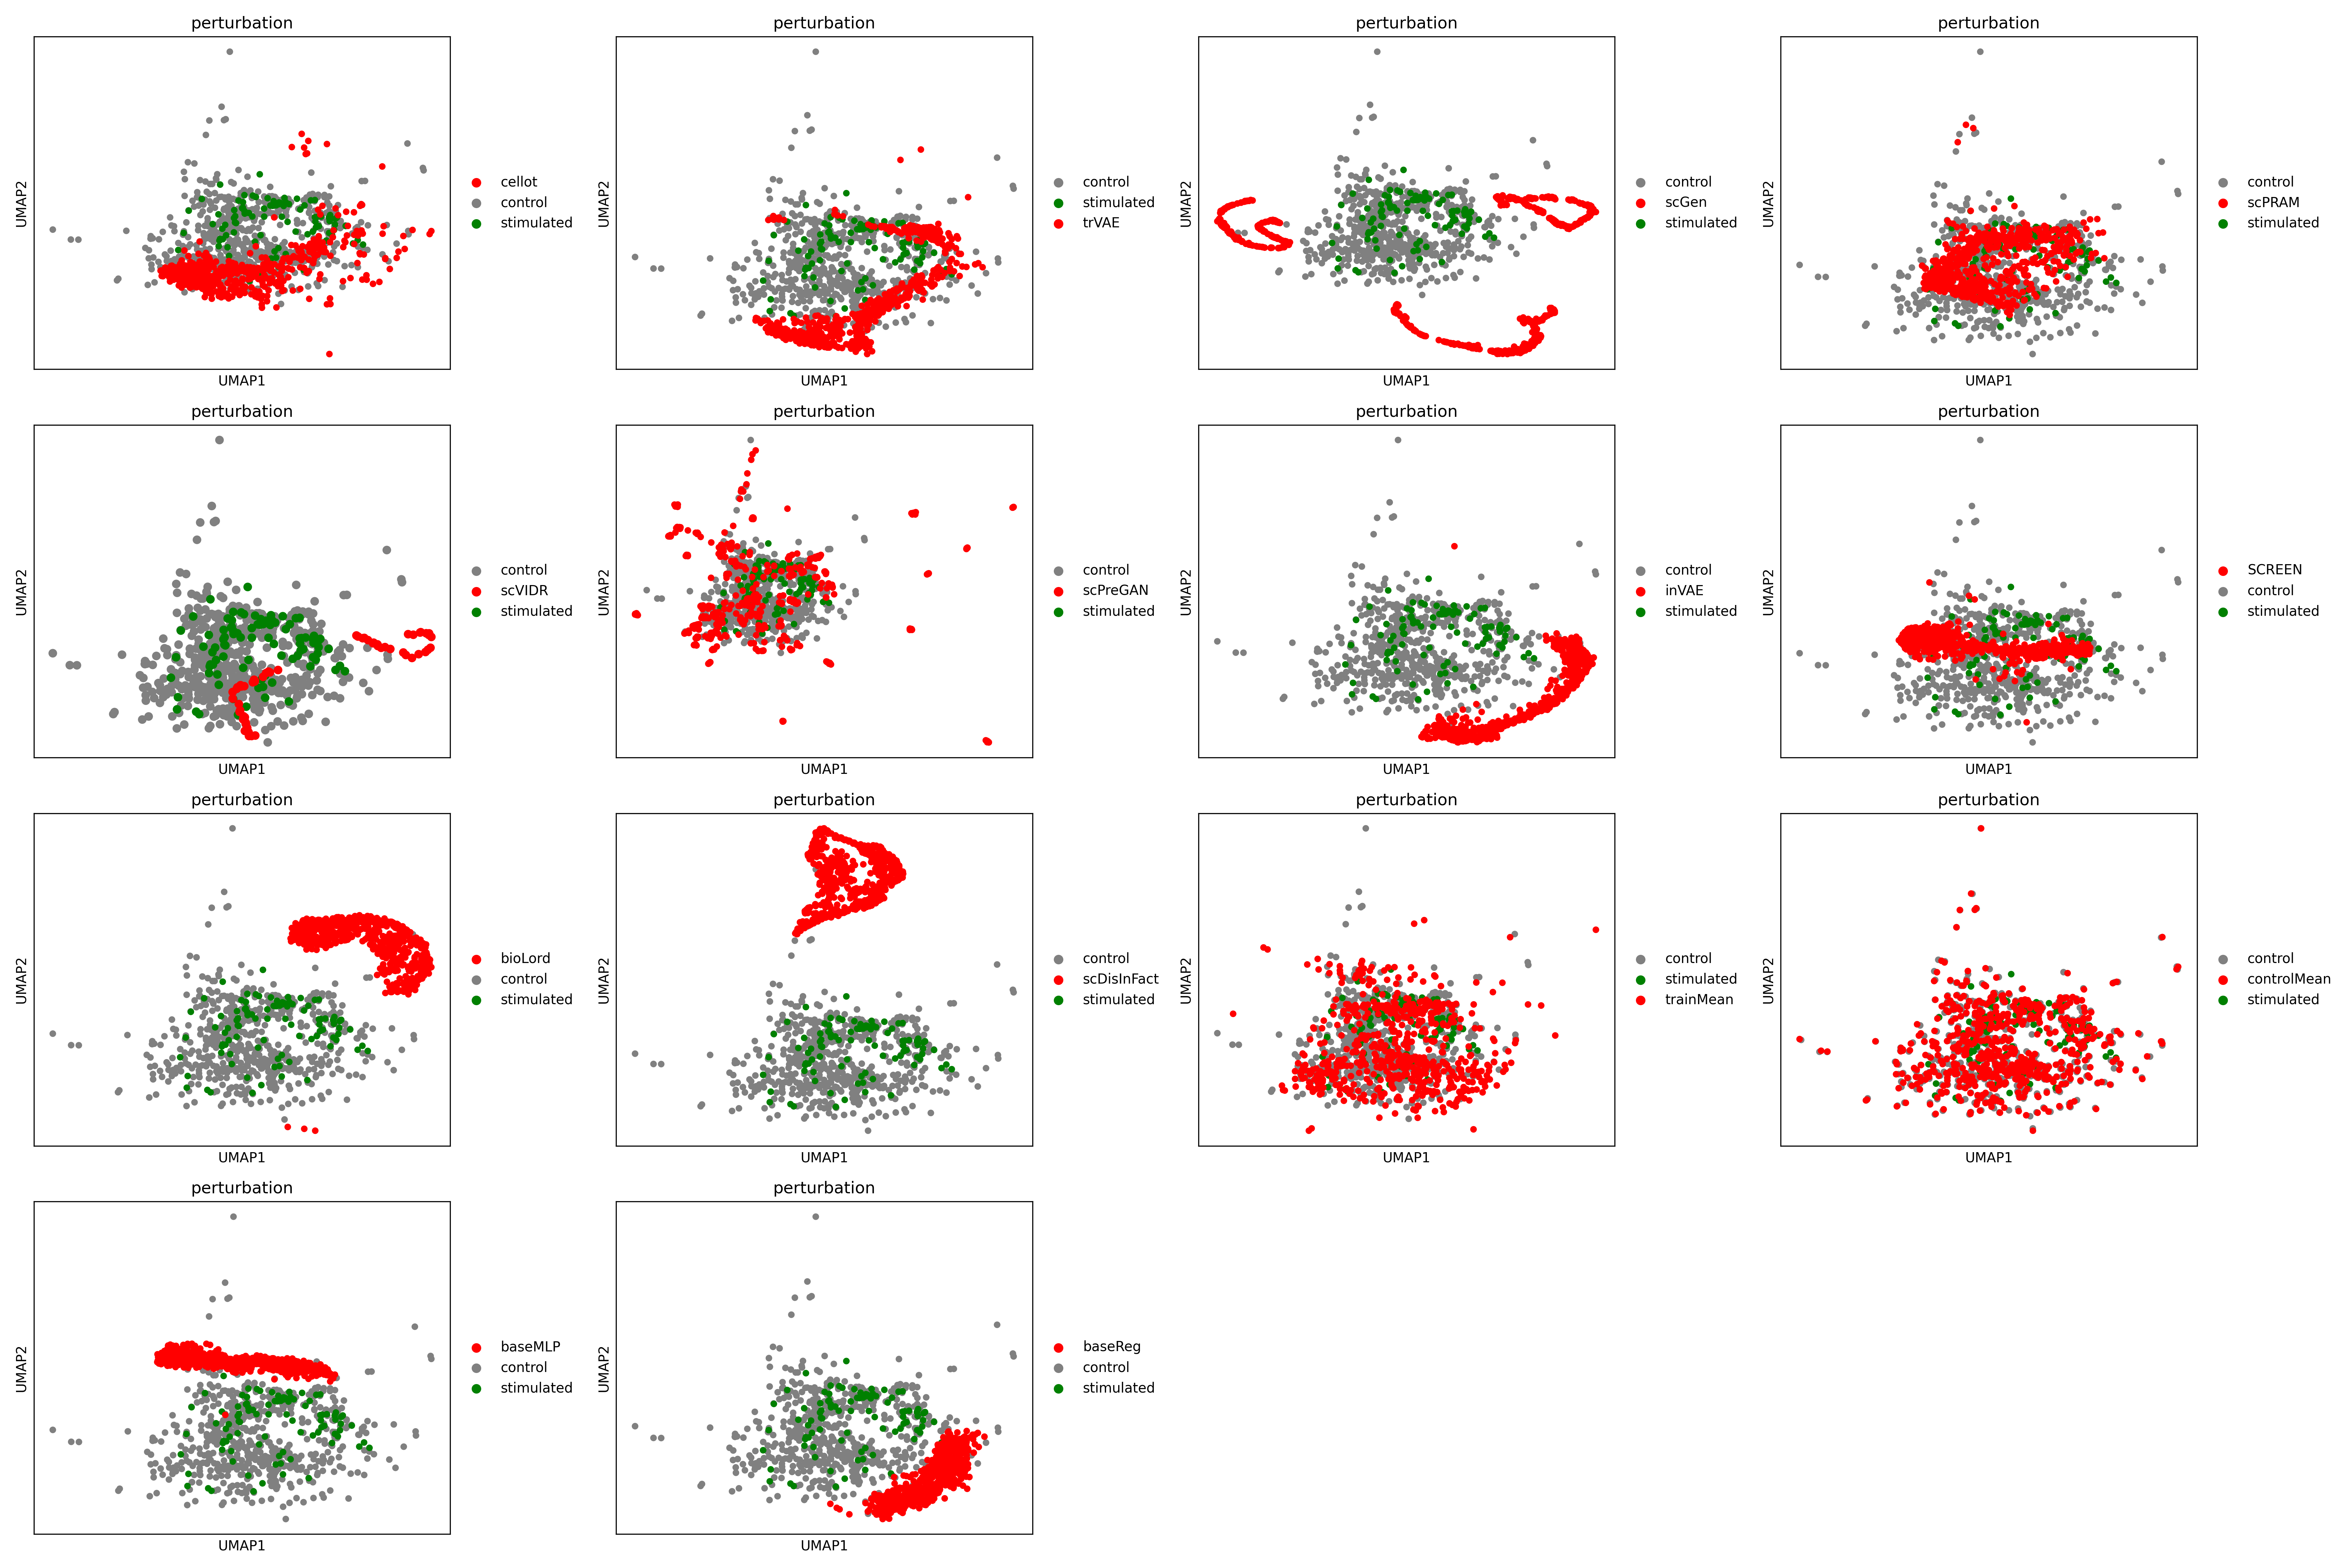 perturbation
UMAP2
UMAP1
cellot
control
stimulated
perturbation
UMAP2
UMAP1
control
stimulated
trVAE
perturbation
UMAP2
UMAP1
control
scGen
stimulated
perturbation
UMAP2
UMAP1
control
scPRAM
stimulated
perturbation
UMAP2
UMAP1
control
scVIDR
stimulated
perturbation
UMAP2
UMAP1
control
scPreGAN
stimulated
perturbation
UMAP2
UMAP1
control
inVAE
stimulated
perturbation
UMAP2
UMAP1
SCREEN
control
stimulated
perturbation
UMAP2
UMAP1
bioLord
control
stimulated
perturbation
UMAP2
UMAP1
control
scDisInFact
stimulated
perturbation
UMAP2
UMAP1
control
stimulated
trainMean
perturbation
UMAP2
UMAP1
control
controlMean
stimulated
perturbation
UMAP2
UMAP1
baseMLP
control
stimulated
perturbation
UMAP2
UMAP1
baseReg
control
stimulated